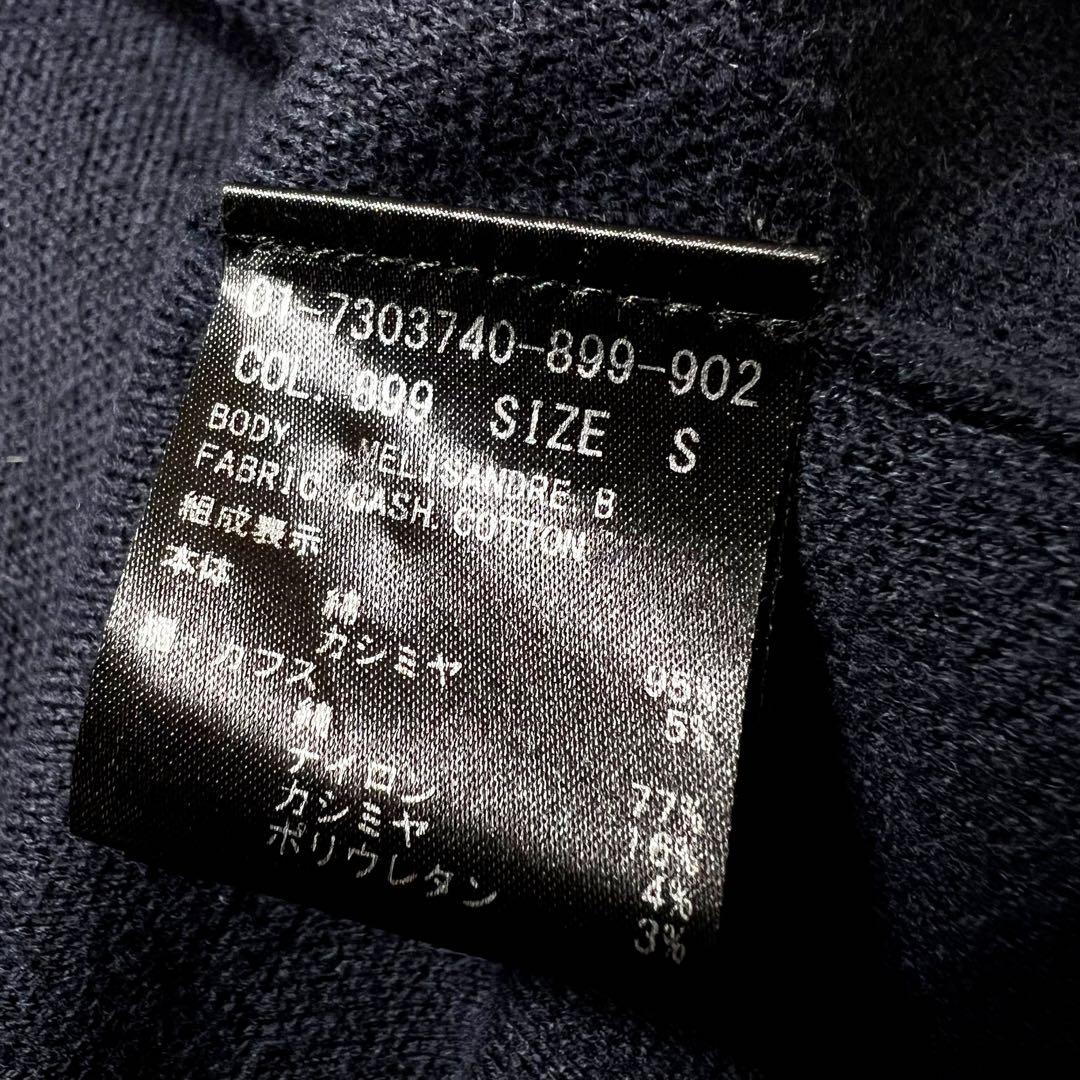 01-7303740-899-902
COL. 899 SIZE S
BODY MELISANDRE B
FABRIC CASH COTTON
組成表示
本体
綿 95%
カシミヤ 5%
カフス
綿 77%
ナイロン 16%
カシミヤ 4%
ポリウレタン 3%